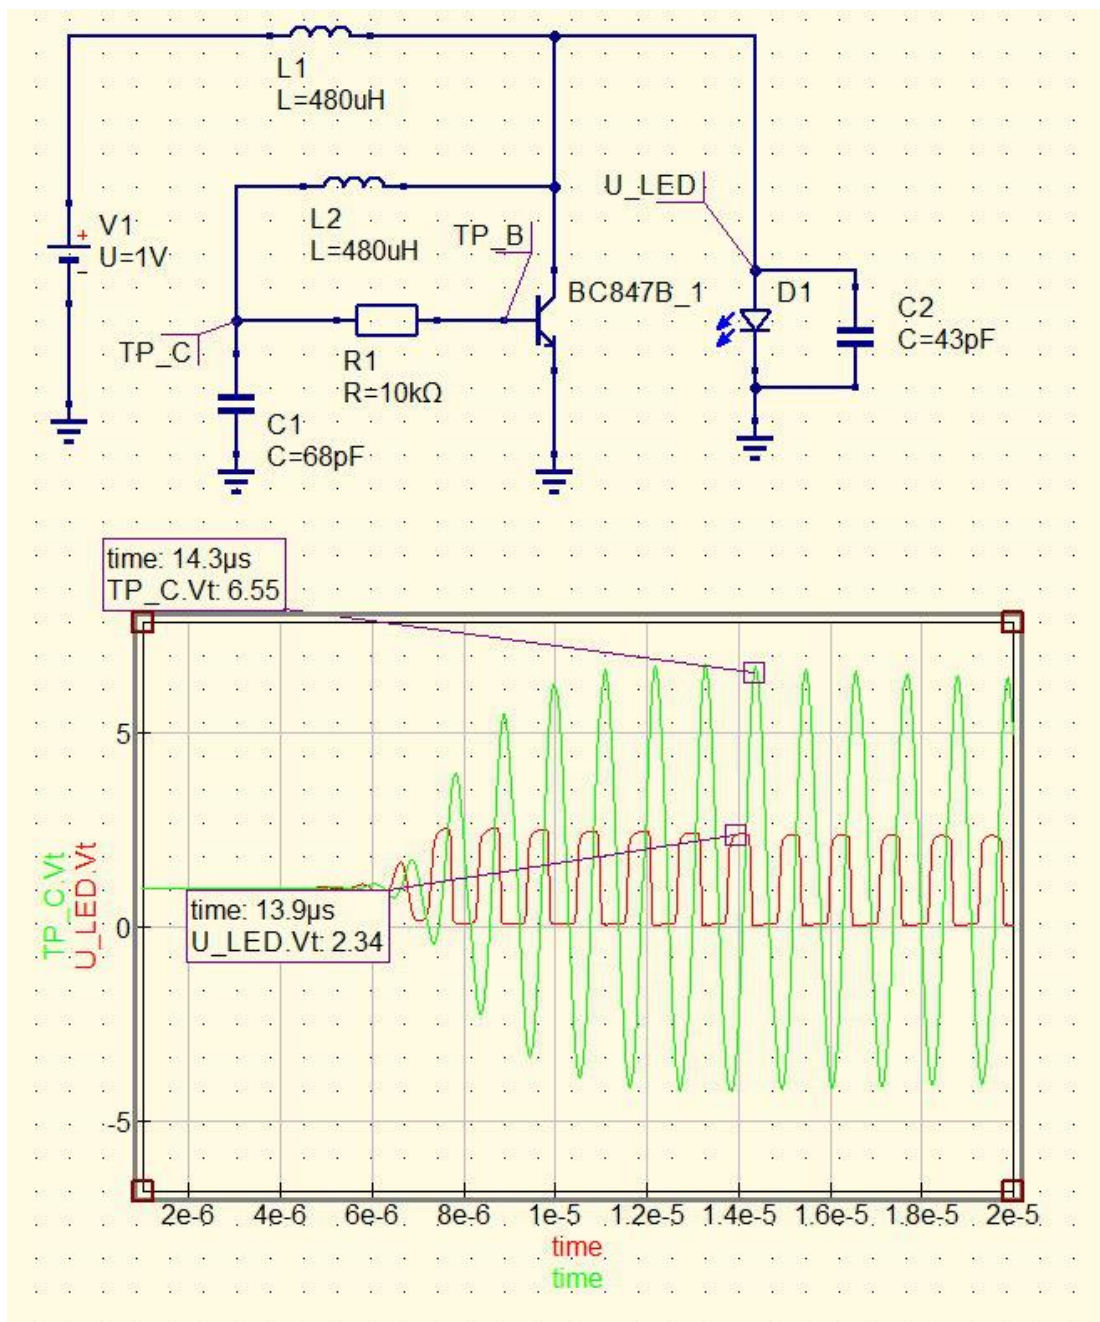 L1
L=480uH
V1
U=1V
+
-
L2
L=480uH
TP_B
U_LED
BC847B_1
D1
C2
C=43pF
TP_C
R1
R=10kΩ
C1
C=68pF
time: 14.3µs
TP_C.Vt: 6.55
5
0
-5
TP_C.Vt
U_LED.Vt
time: 13.9µs
U_LED.Vt: 2.34
2e-6 4e-6 6e-6 8e-6 1e-5 1.2e-5 1.4e-5 1.6e-5 1.8e-5 2e-5
time
time